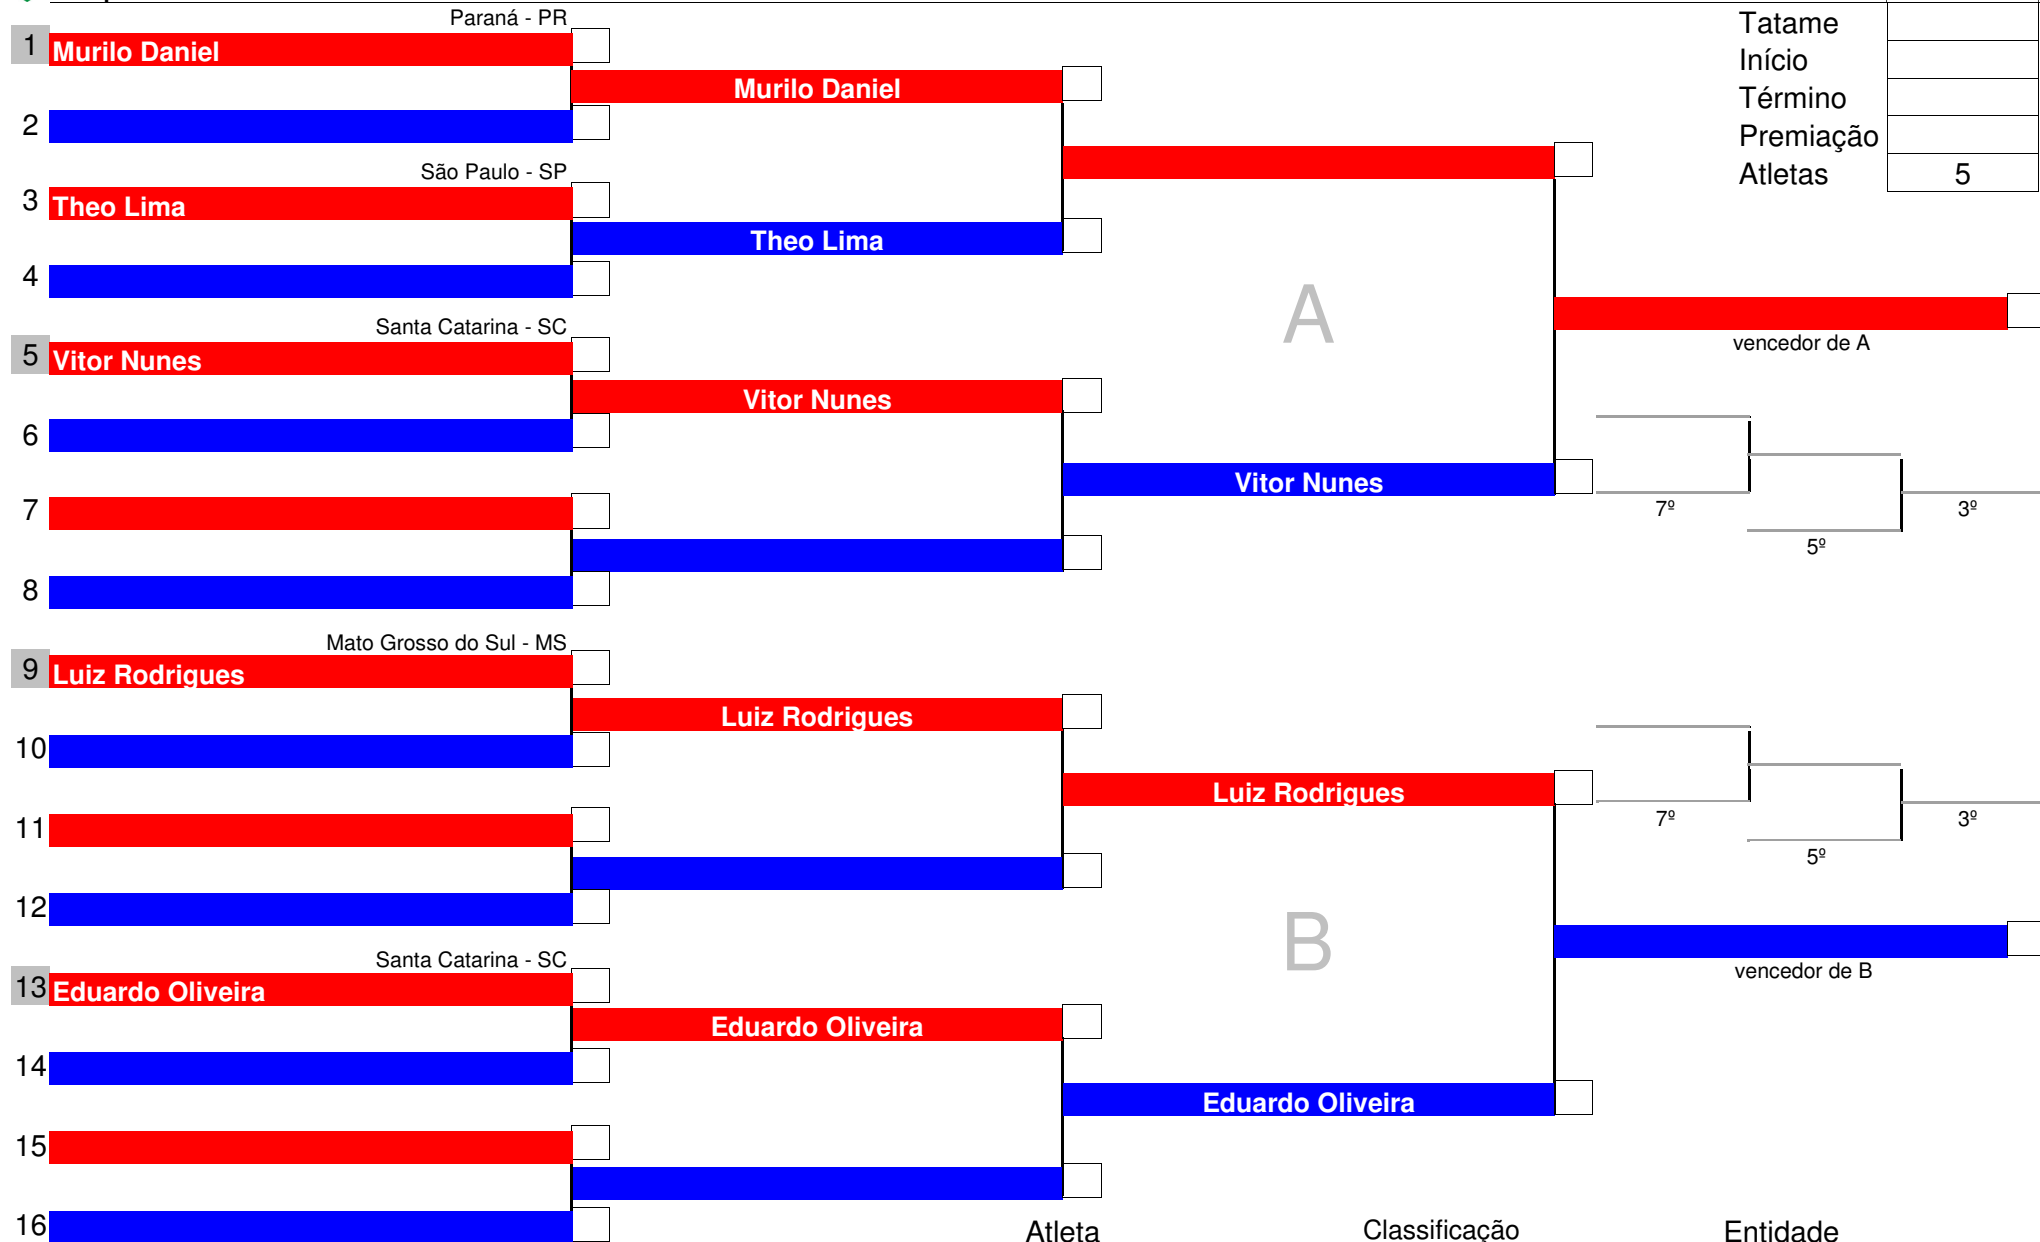 Paraná - PR
Tatame
1 Murilo Daniel
Início
Murilo Daniel
Término
2
Premiação
São Paulo - SP
Atletas 5
3 Theo Lima
Theo Lima
4
A
Santa Catarina - SC
vencedor de A
5 Vitor Nunes
Vitor Nunes
6
Vitor Nunes
7
7º 3º
5º
8
Mato Grosso do Sul - MS
9 Luiz Rodrigues
Luiz Rodrigues
10
Luiz Rodrigues
11
7º 3º
5º
12
B
Santa Catarina - SC
vencedor de B
13 Eduardo Oliveira
Eduardo Oliveira
14
Eduardo Oliveira
15
16
Atleta Classificação Entidade